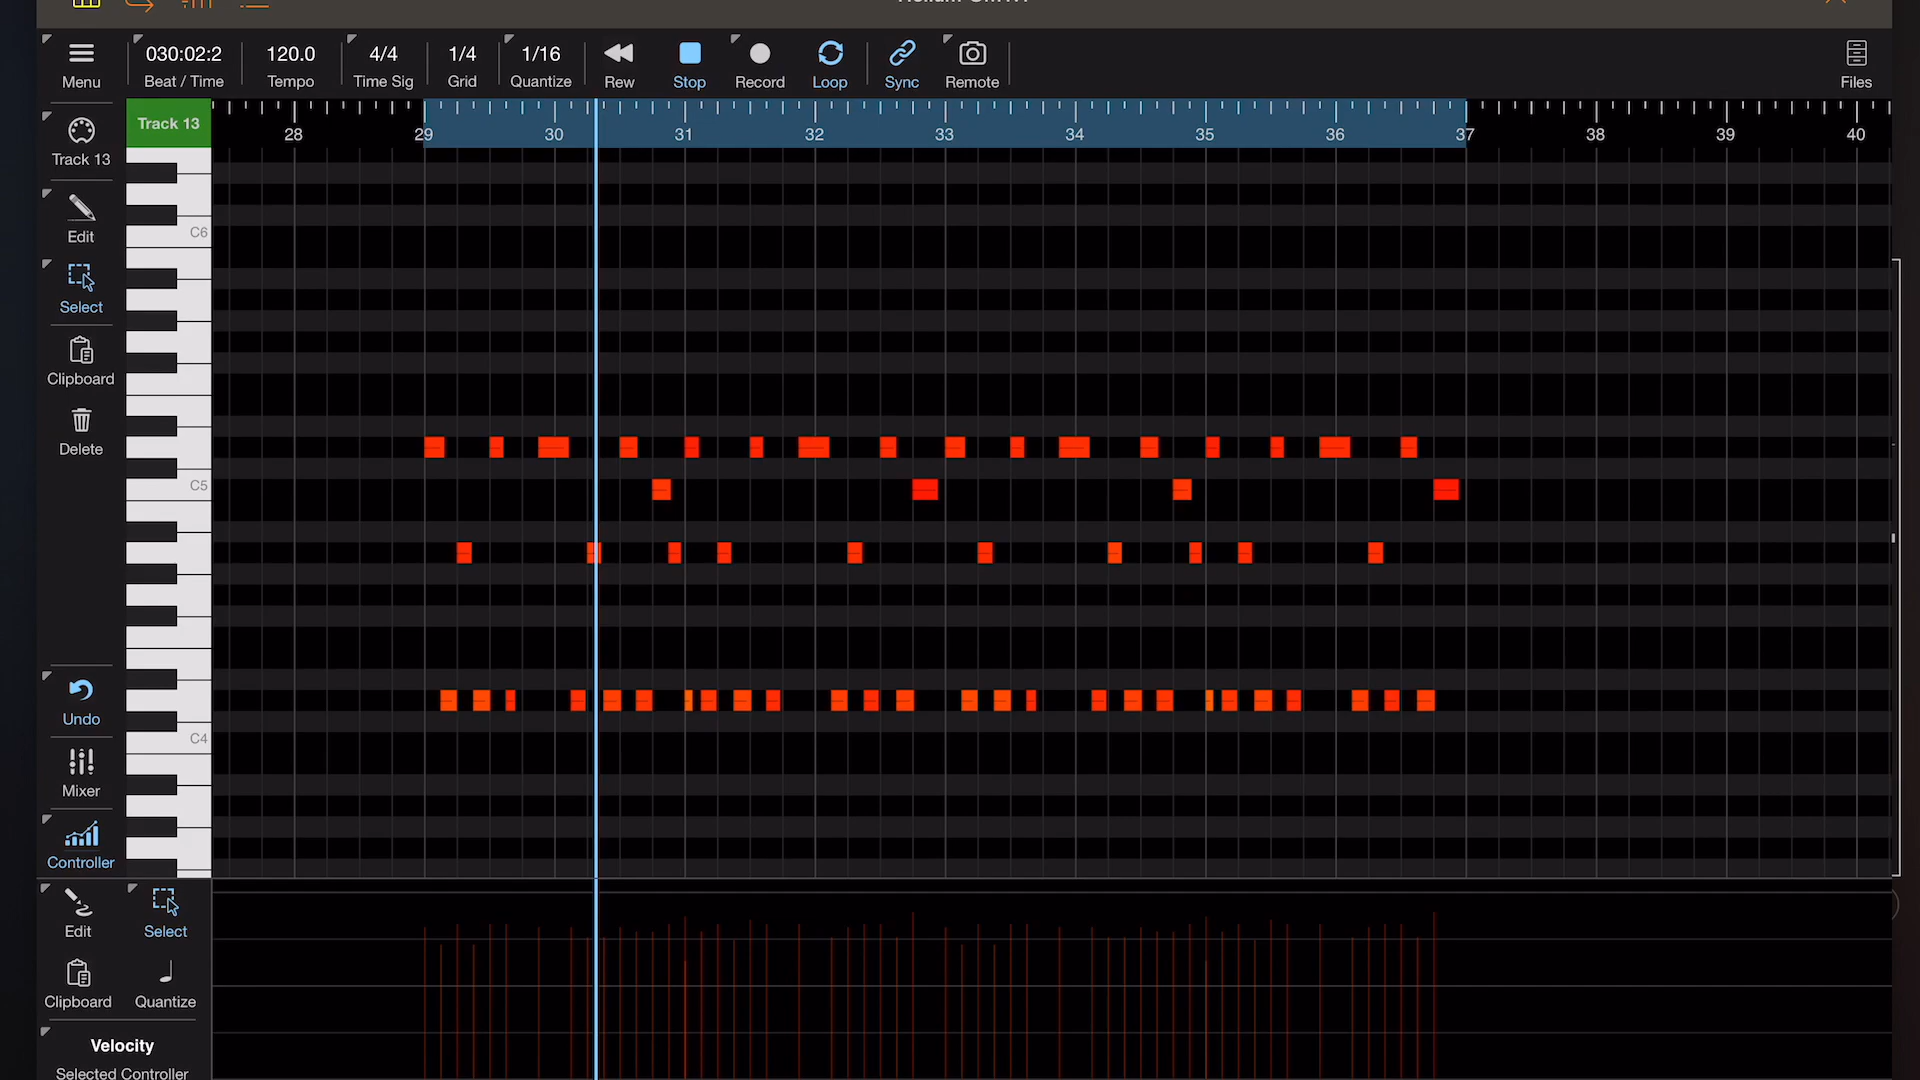 030:02:2 120.0 4/4 1/4 1/16
Menu Beat / Time Tempo Time Sig Grid Quantize Rew Stop Record Loop Sync Remote Files
Track 13
28 29 30 31 32 33 34 35 36 37 38 39 40
Track 13
C6
Edit
Select
Clipboard
Delete
C5
Undo
C4
Mixer
Controller
Edit Select
Clipboard Quantize
Velocity
Selected Controller